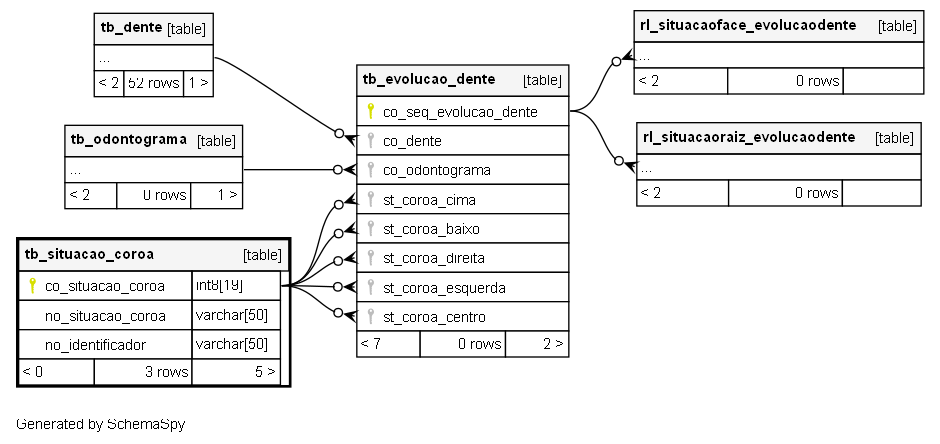 tb_dente [table]
...
< 2 52 rows 1 >
tb_odontograma [table]
...
< 2 0 rows 1 >
tb_situacao_coroa [table]
co_situacao_coroa int8[19]
no_situacao_coroa varchar[50]
no_identificador varchar[50]
< 0 3 rows 5 >
tb_evolucao_dente [table]
co_seq_evolucao_dente
co_dente
co_odontograma
st_coroa_cima
st_coroa_baixo
st_coroa_direita
st_coroa_esquerda
st_coroa_centro
< 7 0 rows 2 >
rl_situacaoface_evolucaodente [table]
...
< 2 0 rows
rl_situacaoraiz_evolucaodente [table]
...
< 2 0 rows
Generated by SchemaSpy